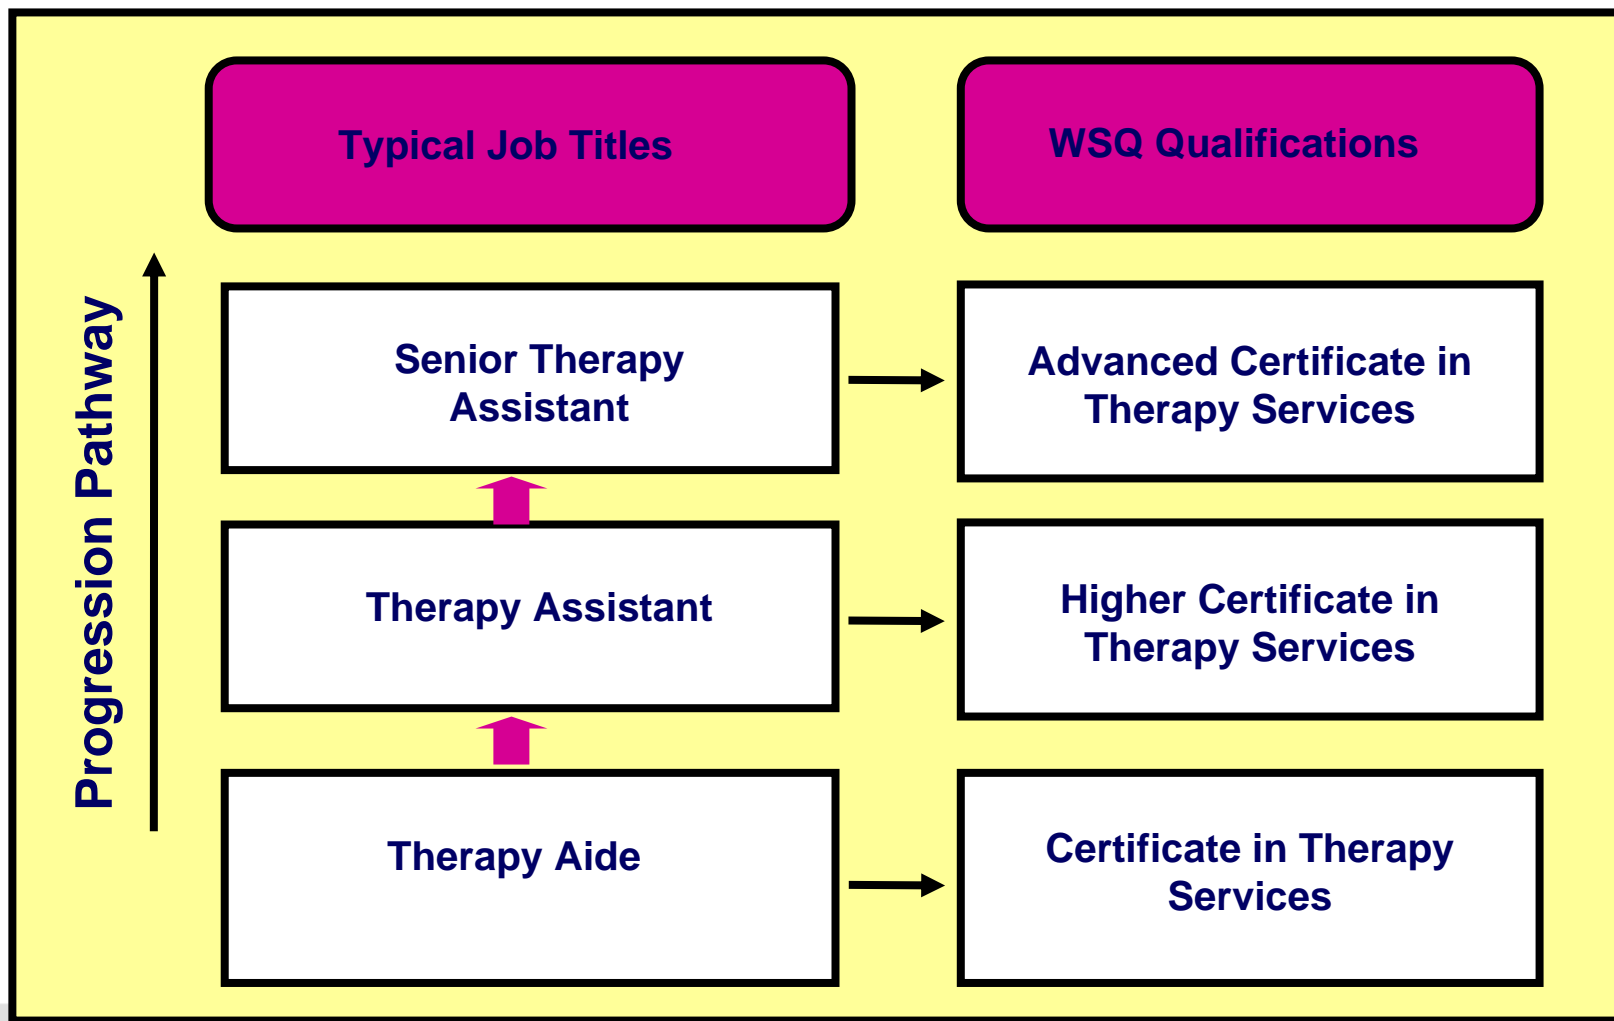 Typical Job Titles
WSQ Qualifications
Progression Pathway
Senior Therapy
Assistant
Advanced Certificate in
Therapy Services
Therapy Assistant
Higher Certificate in
Therapy Services
Therapy Aide
Certificate in Therapy
Services